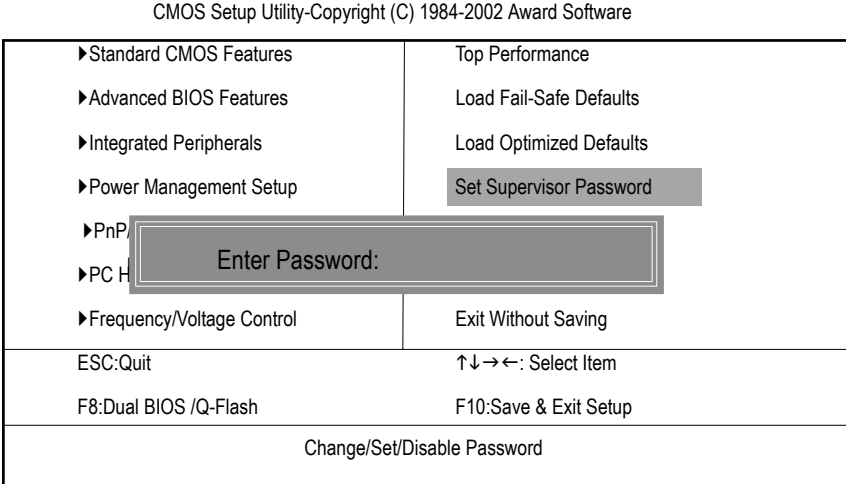 CMOS Setup Utility-Copyright (C) 1984-2002 Award Software
▶Standard CMOS Features
Top Performance
▶Advanced BIOS Features
Load Fail-Safe Defaults
▶Integrated Peripherals
Load Optimized Defaults
▶Power Management Setup
Set Supervisor Password
▶PnP/
▶PC H
Enter Password:
▶Frequency/Voltage Control
Exit Without Saving
ESC:Quit
↑↓→←: Select Item
F8:Dual BIOS /Q-Flash
F10:Save & Exit Setup
Change/Set/Disable Password